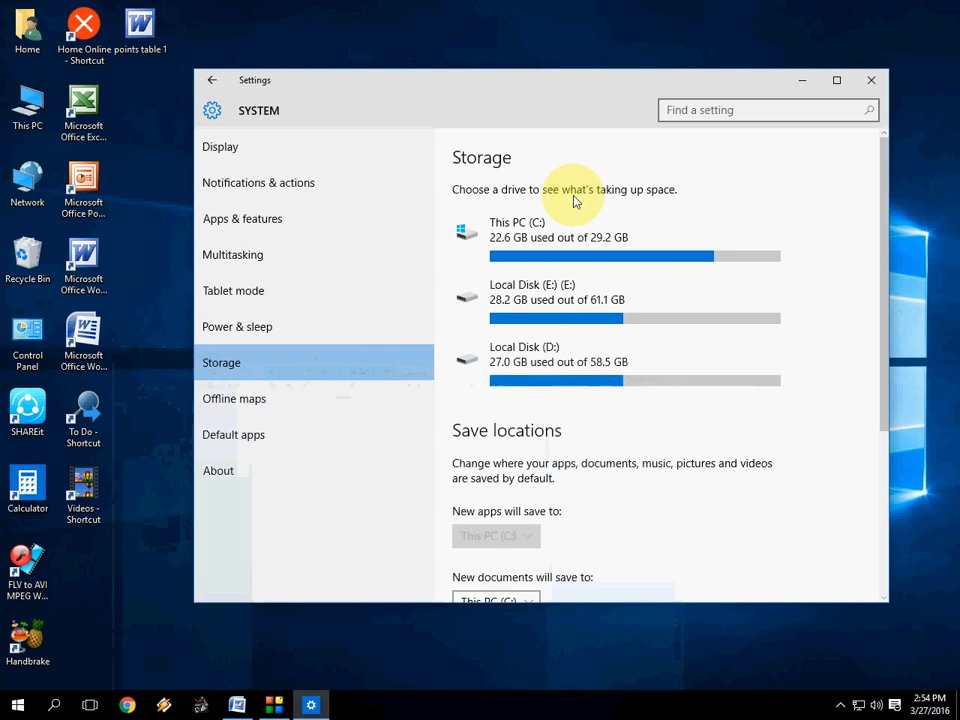 Home
Home Online - Shortcut
points table 1
This PC
Microsoft Office Exc...
Network
Microsoft Office Po...
Recycle Bin
Microsoft Office Wo...
Control Panel
Microsoft Office Wo...
SHAREit
To Do - Shortcut
Calculator
Videos - Shortcut
FLV to AVI MPEG W...
Handbrake
Settings
SYSTEM
Find a setting
Display
Notifications & actions
Apps & features
Multitasking
Tablet mode
Power & sleep
Storage
Offline maps
Default apps
About
Storage
Choose a drive to see what's taking up space.
This PC (C:)
22.6 GB used out of 29.2 GB
Local Disk (E:) (E:)
28.2 GB used out of 61.1 GB
Local Disk (D:)
27.0 GB used out of 58.5 GB
Save locations
Change where your apps, documents, music, pictures and videos
are saved by default.
New apps will save to:
This PC (C:)
New documents will save to:
This PC (C:)
2:54 PM
3/27/2016